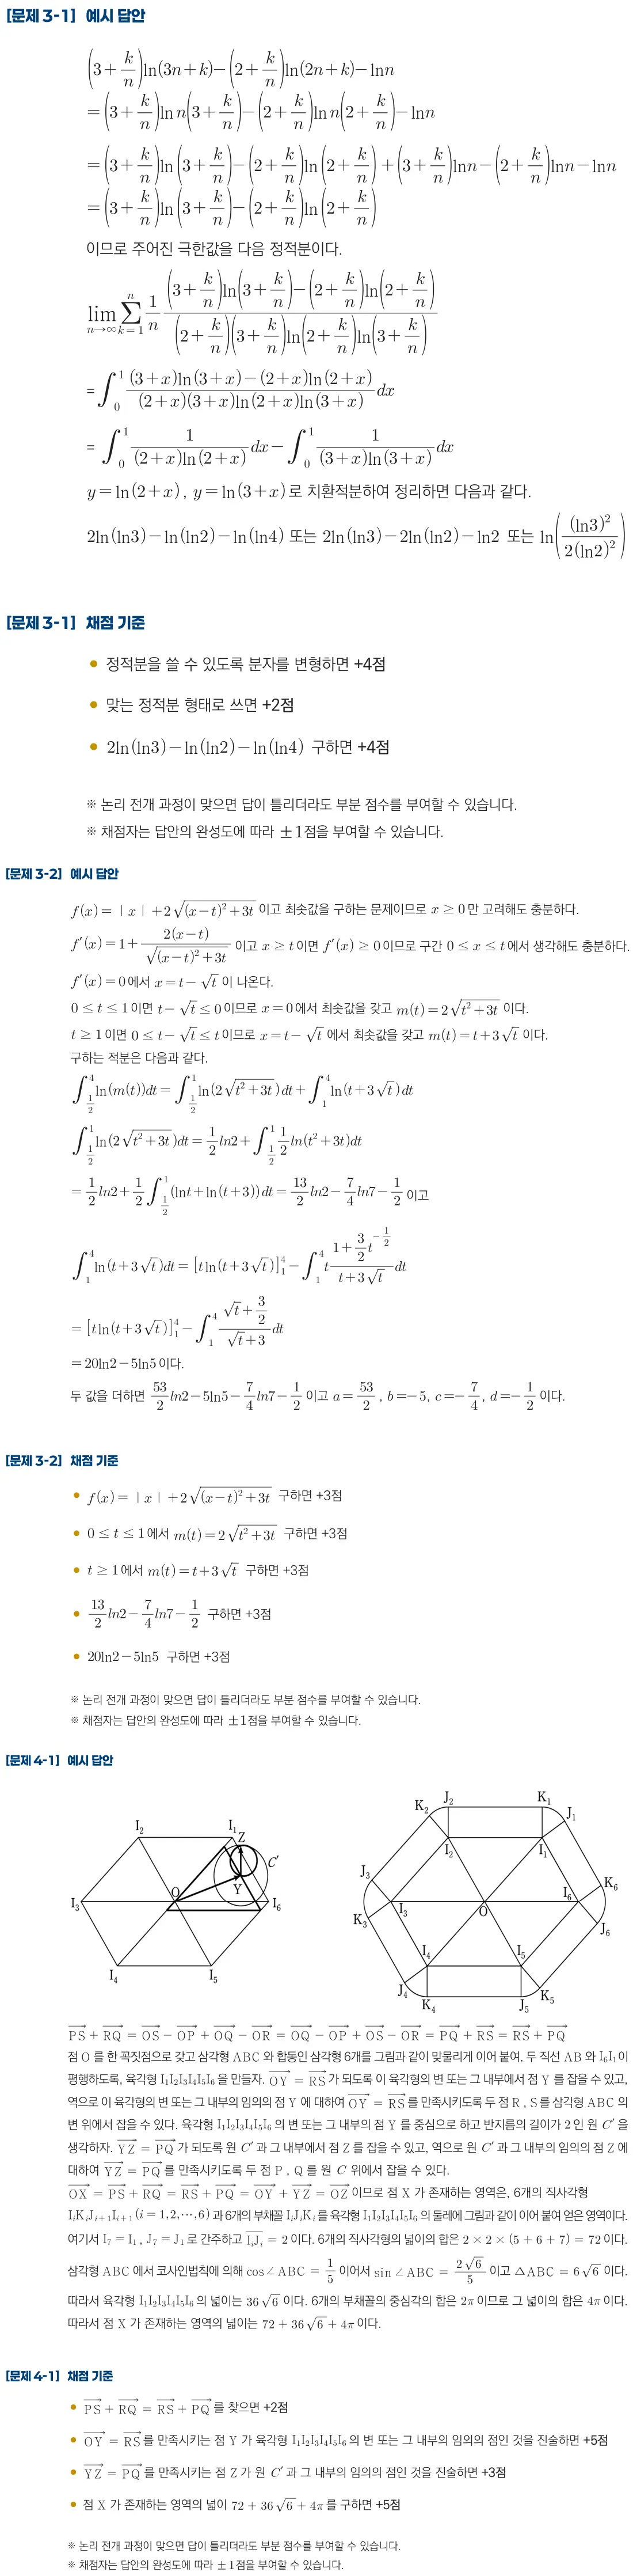 [문제 3-1] 예시 답안
(3+k/n)ln(3n+k)−(2+k/n)ln(2n+k)−lnn
=(3+k/n)ln n(3+k/n)−(2+k/n)ln n(2+k/n)−lnn
=(3+k/n)ln(3+k/n)−(2+k/n)ln(2+k/n)+(3+k/n)lnn−(2+k/n)lnn−lnn
=(3+k/n)ln(3+k/n)−(2+k/n)ln(2+k/n)
이므로 주어진 극한값을 다음 정적분이다.
lim_{n→∞} Σ_{k=1}^{n} 1/n ((3+k/n)ln(3+k/n)−(2+k/n)ln(2+k/n))/((2+k/n)(3+k/n)ln(2+k/n)ln(3+k/n))
=∫_0^1 ((3+x)ln(3+x)−(2+x)ln(2+x))/((2+x)(3+x)ln(2+x)ln(3+x)) dx
= ∫_0^1 1/((2+x)ln(2+x)) dx−∫_0^1 1/((3+x)ln(3+x)) dx
y=ln(2+x), y=ln(3+x)로 치환적분하여 정리하면 다음과 같다.
2ln(ln3)−ln(ln2)−ln(ln4) 또는 2ln(ln3)−2ln(ln2)−ln2 또는 ln((ln3)²/(2(ln2)²))
[문제 3-1] 채점 기준
● 정적분을 쓸 수 있도록 분자를 변형하면 +4점
● 맞는 정적분 형태로 쓰면 +2점
● 2ln(ln3)−ln(ln2)−ln(ln4) 구하면 +4점
※ 논리 전개 과정이 맞으면 답이 틀리더라도 부분 점수를 부여할 수 있습니다.
※ 채점자는 답안의 완성도에 따라 ±1점을 부여할 수 있습니다.
[문제 3-2] 예시 답안
f(x)=|x|+2√((x−t)²+3t) 이고 최솟값을 구하는 문제이므로 x≥0만 고려해도 충분하다.
f′(x)=1+2(x−t)/√((x−t)²+3t) 이고 x≥t이면 f′(x)≥0이므로 구간 0≤x≤t에서 생각해도 충분하다.
f′(x)=0에서 x=t−√t 이 나온다.
0≤t≤1이면 t−√t≤0이므로 x=0에서 최솟값을 갖고 m(t)=2√(t²+3t) 이다.
t≥1이면 0≤t−√t≤t이므로 x=t−√t 에서 최솟값을 갖고 m(t)=t+3√t 이다.
구하는 적분은 다음과 같다.
∫_{1/2}^4 ln(m(t))dt=∫_{1/2}^1 ln(2√(t²+3t))dt+∫_1^4 ln(t+3√t)dt
∫_{1/2}^1 ln(2√(t²+3t))dt=1/2 ln2+∫_{1/2}^1 1/2 ln(t²+3t)dt
=1/2 ln2+1/2∫_{1/2}^1 (lnt+ln(t+3))dt=13/2 ln2−7/4 ln7−1/2 이고
∫_1^4 ln(t+3√t)dt=[tln(t+3√t)]_1^4−∫_1^4 t (1+3/2 t^{−1/2})/(t+3√t) dt
=[tln(t+3√t)]_1^4−∫_1^4 (√t+3/2)/(√t+3) dt
=20ln2−5ln5이다.
두 값을 더하면 53/2 ln2−5ln5−7/4 ln7−1/2 이고 a=53/2, b=−5, c=−7/4, d=−1/2 이다.
[문제 3-2] 채점 기준
● f(x)=|x|+2√((x−t)²+3t) 구하면 +3점
● 0≤t≤1에서 m(t)=2√(t²+3t) 구하면 +3점
● t≥1에서 m(t)=t+3√t 구하면 +3점
● 13/2 ln2−7/4 ln7−1/2 구하면 +3점
● 20ln2−5ln5 구하면 +3점
※ 논리 전개 과정이 맞으면 답이 틀리더라도 부분 점수를 부여할 수 있습니다.
※ 채점자는 답안의 완성도에 따라 ±1점을 부여할 수 있습니다.
[문제 4-1] 예시 답안
I₂ I₁ Z C′ O Y I₃ I₆ I₄ I₅
J₂ K₁ K₂ J₁ I₂ I₁ J₃ K₆ I₆ I₃ O K₃ J₆ I₄ I₅ J₄ K₄ J₅ K₅
PS→+RQ→=OS→−OP→+OQ→−OR→=OQ→−OP→+OS→−OR→=PQ→+RS→=RS→+PQ→
점 O를 한 꼭짓점으로 갖고 삼각형 ABC와 합동인 삼각형 6개를 그림과 같이 맞물리게 이어 붙여, 두 직선 AB와 I₆I₁이
평행하도록, 육각형 I₁I₂I₃I₄I₅I₆을 만들자. OY→=RS→가 되도록 이 육각형의 변 또는 그 내부에서 점 Y를 잡을 수 있고,
역으로 이 육각형의 변 또는 그 내부의 임의의 점 Y에 대하여 OY→=RS→를 만족시키도록 두 점 R, S를 삼각형 ABC의
변 위에서 잡을 수 있다. 육각형 I₁I₂I₃I₄I₅I₆의 변 또는 그 내부의 점 Y를 중심으로 하고 반지름의 길이가 2인 원 C′을
생각하자. YZ→=PQ→가 되도록 원 C′과 그 내부에서 점 Z를 잡을 수 있고, 역으로 원 C′과 그 내부의 임의의 점 Z에
대하여 YZ→=PQ→를 만족시키도록 두 점 P, Q를 원 C 위에서 잡을 수 있다.
OX→=PS→+RQ→=RS→+PQ→=OY→+YZ→=OZ→이므로 점 X가 존재하는 영역은, 6개의 직사각형
IᵢKᵢJᵢ₊₁Iᵢ₊₁(i=1,2,⋯,6)과 6개의 부채꼴 IᵢJᵢKᵢ를 육각형 I₁I₂I₃I₄I₅I₆의 둘레에 그림과 같이 이어 붙여 얻은 영역이다.
여기서 I₇=I₁, J₇=J₁로 간주하고 IᵢJᵢ=2이다. 6개의 직사각형의 넓이의 합은 2×2×(5+6+7)=72이다.
삼각형 ABC에서 코사인법칙에 의해 cos∠ABC=1/5 이어서 sin∠ABC=2√6/5 이고 △ABC=6√6 이다.
따라서 육각형 I₁I₂I₃I₄I₅I₆의 넓이는 36√6 이다. 6개의 부채꼴의 중심각의 합은 2π이므로 그 넓이의 합은 4π이다.
따라서 점 X가 존재하는 영역의 넓이는 72+36√6+4π이다.
[문제 4-1] 채점 기준
● PS→+RQ→=RS→+PQ→를 찾으면 +2점
● OY→=RS→를 만족시키는 점 Y가 육각형 I₁I₂I₃I₄I₅I₆의 변 또는 그 내부의 임의의 점인 것을 진술하면 +5점
● YZ→=PQ→를 만족시키는 점 Z가 원 C′과 그 내부의 임의의 점인 것을 진술하면 +3점
● 점 X가 존재하는 영역의 넓이 72+36√6+4π를 구하면 +5점
※ 논리 전개 과정이 맞으면 답이 틀리더라도 부분 점수를 부여할 수 있습니다.
※ 채점자는 답안의 완성도에 따라 ±1점을 부여할 수 있습니다.